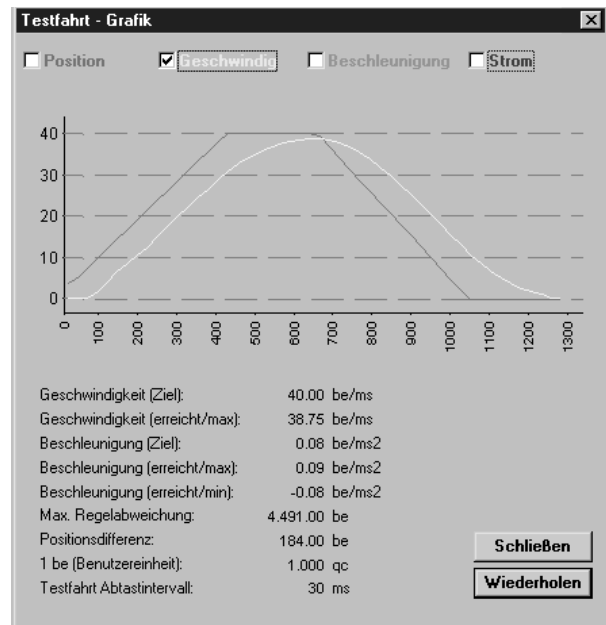 Testfahrt - Grafik
Position Geschwindig Beschleunigung Strom
40
30
20
10
0
0 100 200 300 400 500 600 700 800 900 1000 1100 1200 1300
Geschwindigkeit (Ziel): 40.00 be/ms
Geschwindigkeit (erreicht/max): 38.75 be/ms
Beschleunigung (Ziel): 0.08 be/ms2
Beschleunigung (erreicht/max): 0.09 be/ms2
Beschleunigung (erreicht/min): -0.08 be/ms2
Max. Regelabweichung: 4.491.00 be
Positionsdifferenz: 184.00 be
1 be (Benutzereinheit): 1.000 qc
Testfahrt Abtastintervall: 30 ms
Schließen
Wiederholen